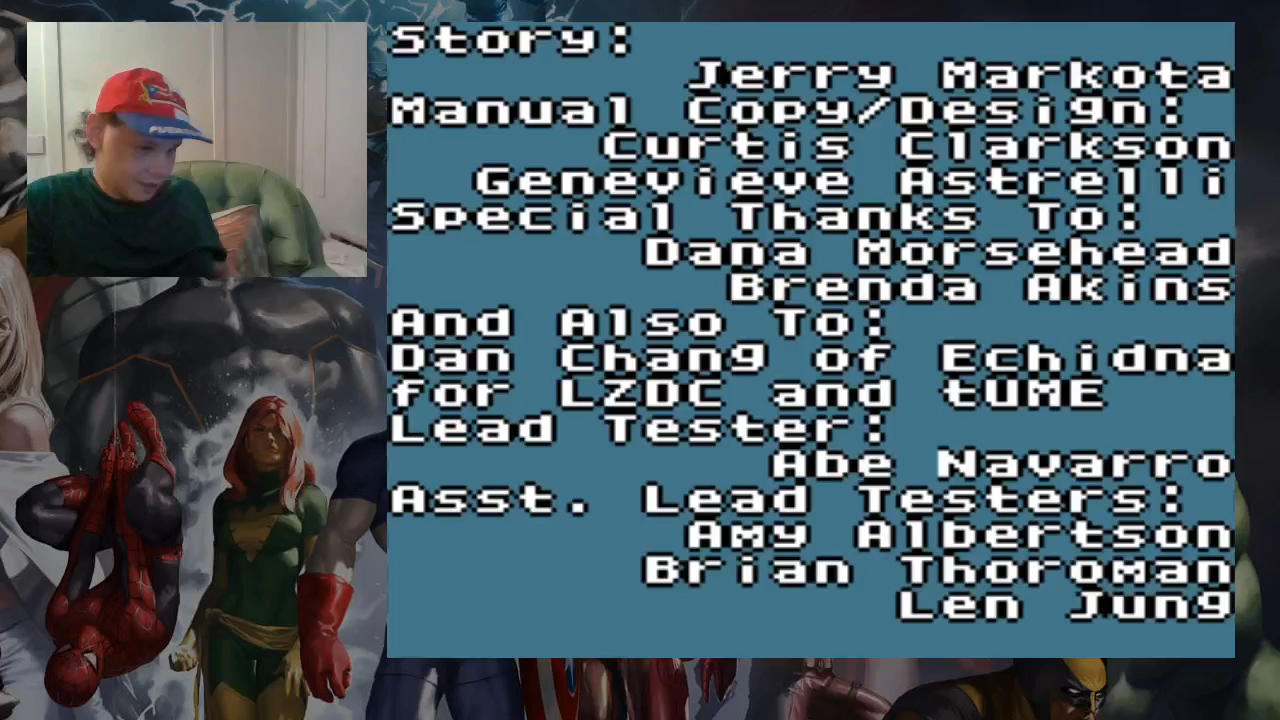 Story:
Jerry Markota
Manual Copy/Design:
Curtis Clarkson
Genevieve Astrelli
Special Thanks To:
Dana Morsehead
Brenda Akins
And Also To:
Dan Chang of Echidna
for LZDC and tUME
Lead Tester:
Abe Navarro
Asst. Lead Testers:
Amy Albertson
Brian Thoroman
Len Jung